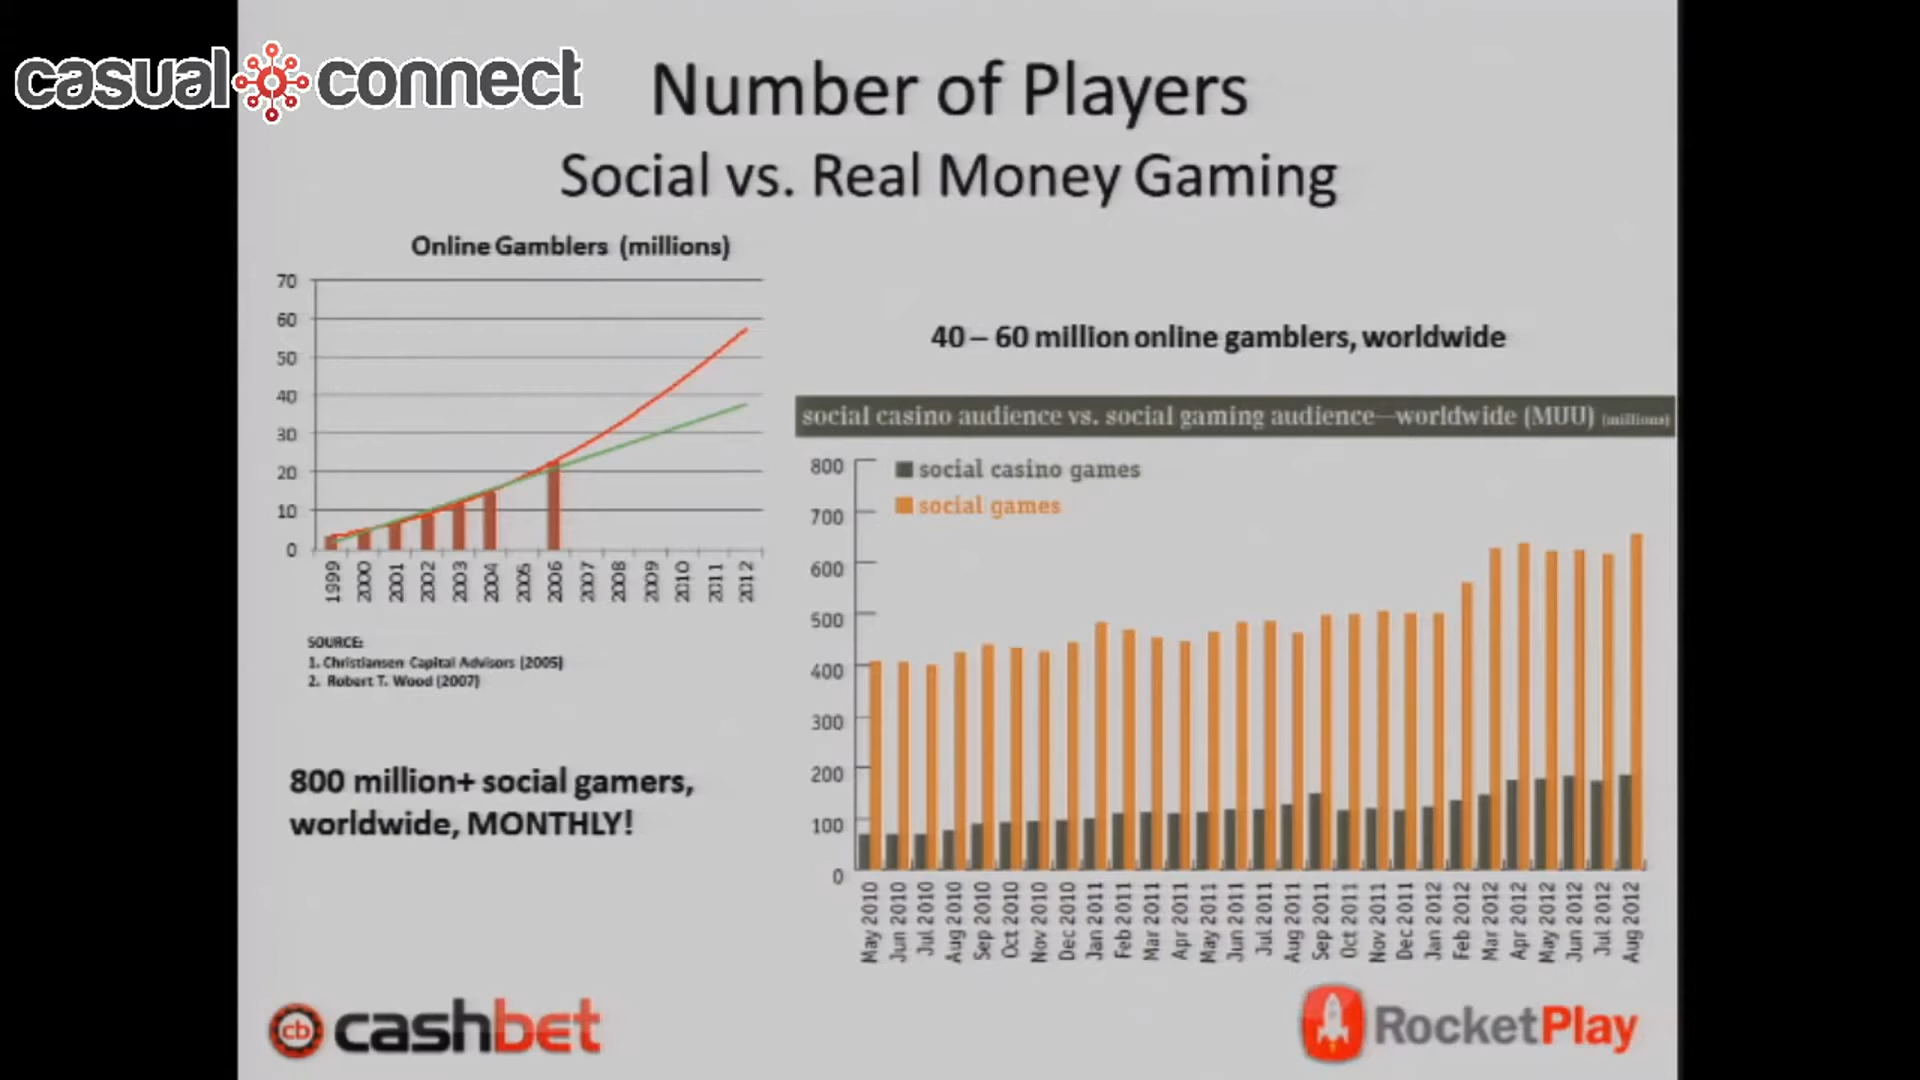 casual connect
Number of Players
Social vs. Real Money Gaming
Online Gamblers (millions)
70
60
50
40
30
20
10
0
1999 2000 2001 2002 2003 2004 2005 2006 2007 2008 2009 2010 2011 2012
SOURCE:
1. Christiansen Capital Advisors (2005)
2. Robert T. Wood (2007)
800 million+ social gamers,
worldwide, MONTHLY!
40 – 60 million online gamblers, worldwide
social casino audience vs. social gaming audience—worldwide (MUU) (millions)
social casino games
social games
800
700
600
500
400
300
200
100
0
May 2010 Jun 2010 Jul 2010 Aug 2010 Sep 2010 Oct 2010 Nov 2010 Dec 2010 Jan 2011 Feb 2011 Mar 2011 Apr 2011 May 2011 Jun 2011 Jul 2011 Aug 2011 Sep 2011 Oct 2011 Nov 2011 Dec 2011 Jan 2012 Feb 2012 Mar 2012 Apr 2012 May 2012 Jun 2012 Jul 2012 Aug 2012
cb cashbet
RocketPlay